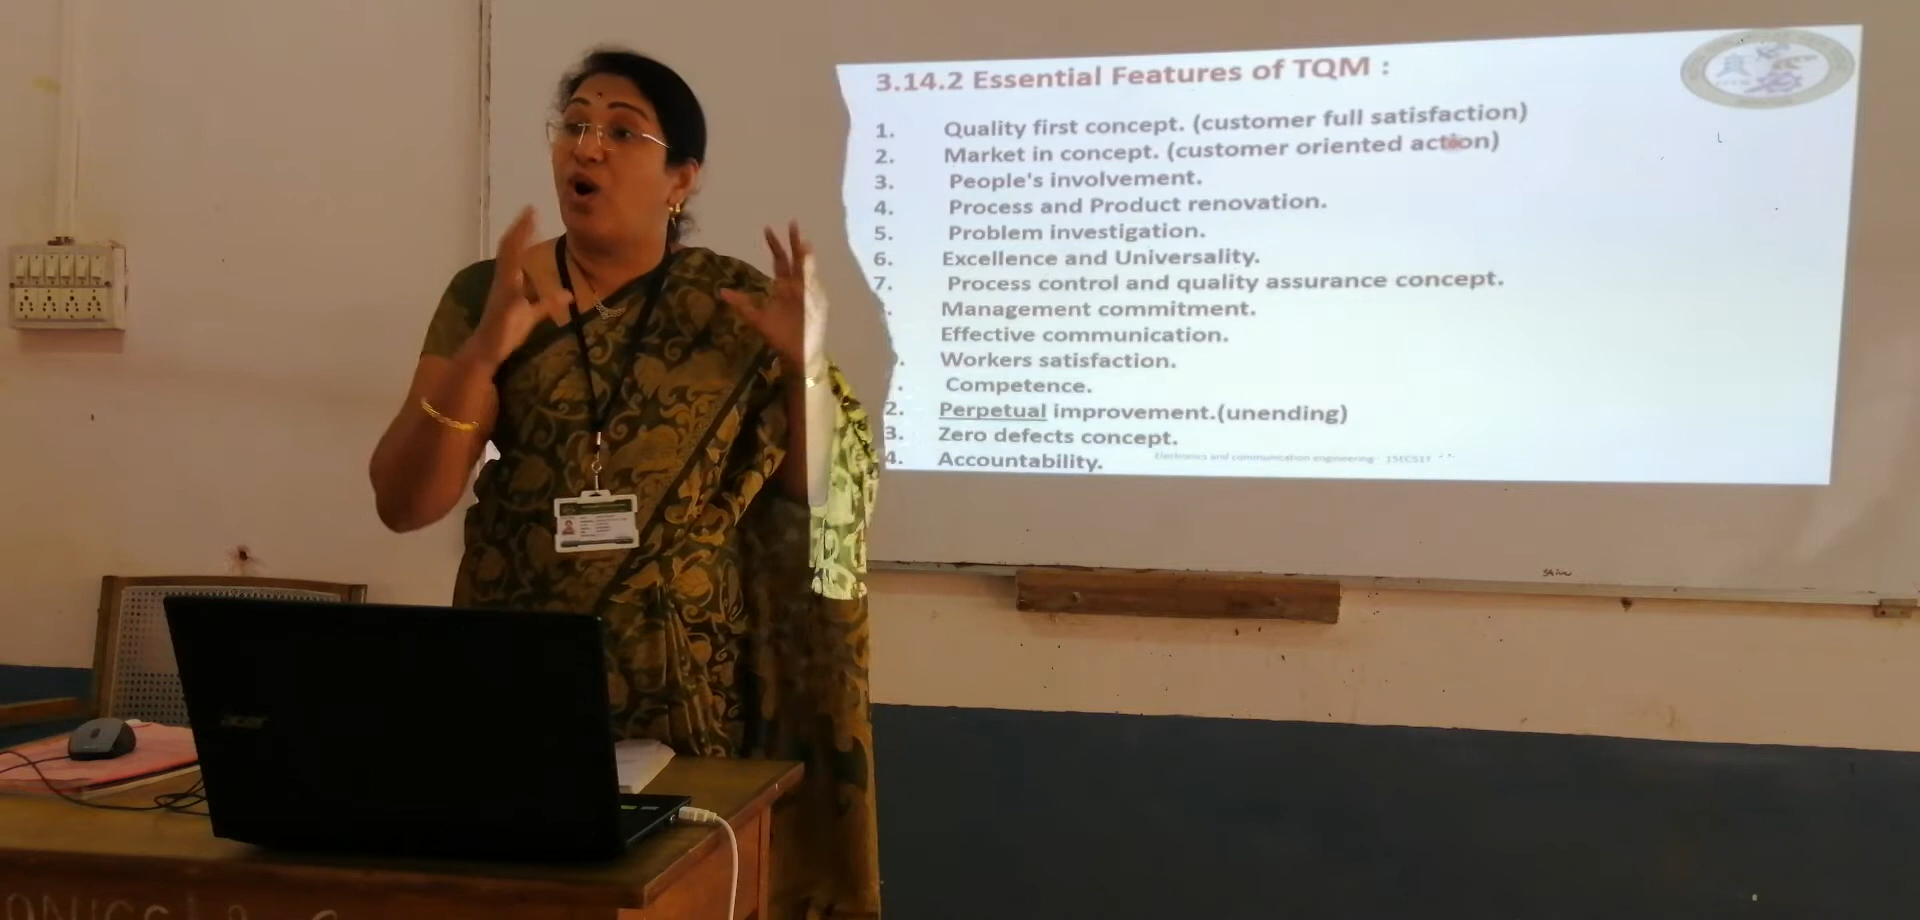 3.14.2 Essential Features of TQM :
1. Quality first concept. (customer full satisfaction)
2. Market in concept. (customer oriented action)
3. People's involvement.
4. Process and Product renovation.
5. Problem investigation.
6. Excellence and Universality.
7. Process control and quality assurance concept.
. Management commitment.
Effective communication.
. Workers satisfaction.
. Competence.
2. Perpetual improvement.(unending)
3. Zero defects concept.
4. Accountability.
Electronics and communication engineering
acer